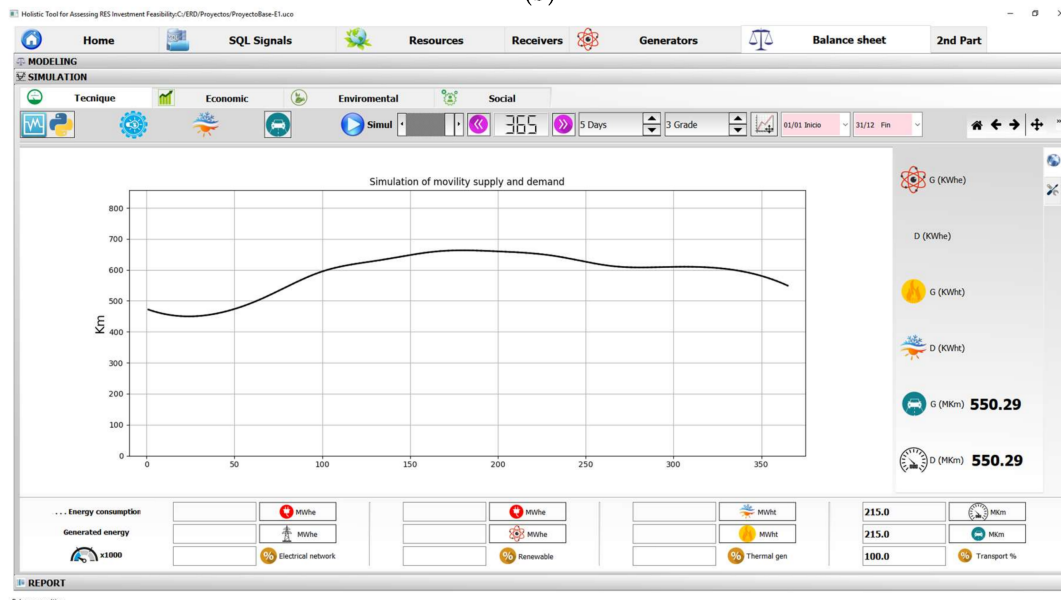 Holistic Tool for Assessing RES Investment Feasibility:C:/ERD/Proyectos/ProyectoBase-E1.uco
Home SQL Signals Resources Receivers Generators Balance sheet 2nd Part
MODELING
SIMULATION
Tecnique Economic Enviromental Social
Simul 365 5 Days 3 Grade 01/01 Inicio 31/12 Fin
Simulation of movility supply and demand
Km
800
700
600
500
400
300
200
100
0
0 50 100 150 200 250 300 350
G (KWhe)
D (KWhe)
G (KWht)
D (KWht)
G (MKm) 550.29
D (MKm) 550.29
... Energy consumption MWhe MWhe MWht 215.0 MKm
Generated energy MWhe MWhe MWht 215.0 MKm
x1000 % Electrical network % Renewable % Thermal gen 100.0 % Transport %
REPORT